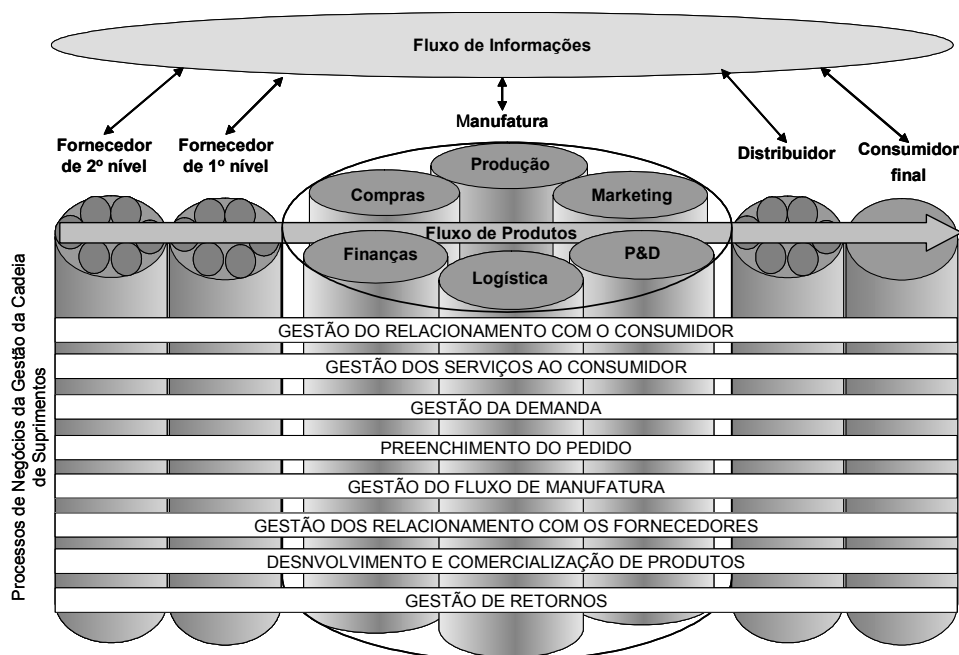 Fluxo de Informações
Manufatura
Fornecedor
de 2º nível
Fornecedor
de 1º nível
Distribuidor
Consumidor
final
Produção
Compras
Marketing
Fluxo de Produtos
Finanças
P&D
Logística
Processos de Negócios da Gestão da Cadeia
de Suprimentos
GESTÃO DO RELACIONAMENTO COM O CONSUMIDOR
GESTÃO DOS SERVIÇOS AO CONSUMIDOR
GESTÃO DA DEMANDA
PREENCHIMENTO DO PEDIDO
GESTÃO DO FLUXO DE MANUFATURA
GESTÃO DOS RELACIONAMENTO COM OS FORNECEDORES
DESNVOLVIMENTO E COMERCIALIZAÇÃO DE PRODUTOS
GESTÃO DE RETORNOS